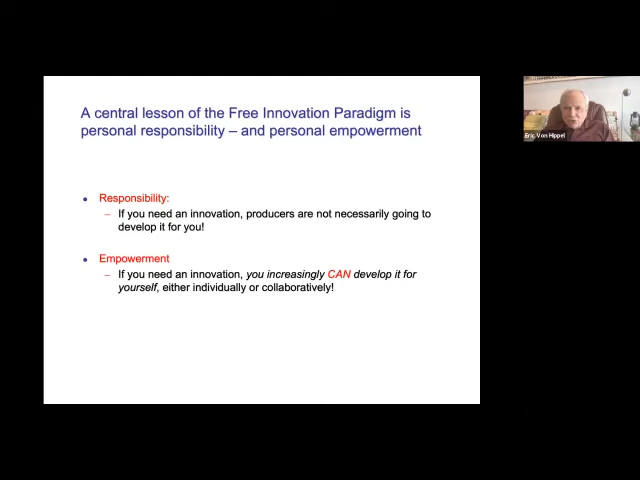 A central lesson of the Free Innovation Paradigm is
personal responsibility – and personal empowerment
• Responsibility:
– If you need an innovation, producers are not necessarily going to
develop it for you!
• Empowerment
– If you need an innovation, you increasingly CAN develop it for
yourself, either individually or collaboratively!
Eric Von Hippel